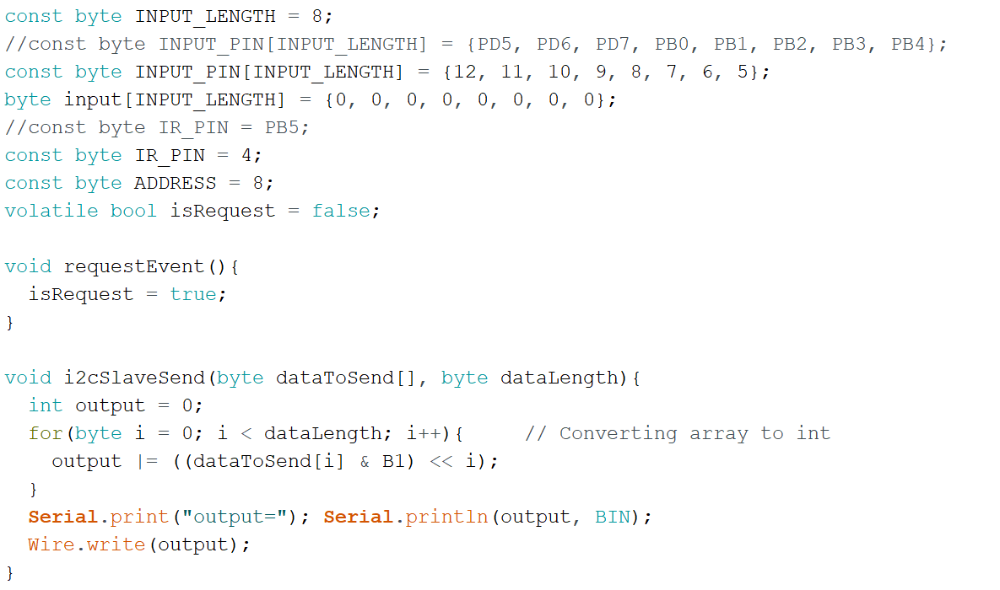 const byte INPUT_LENGTH = 8;
//const byte INPUT_PIN[INPUT_LENGTH] = {PD5, PD6, PD7, PB0, PB1, PB2, PB3, PB4};
const byte INPUT_PIN[INPUT_LENGTH] = {12, 11, 10, 9, 8, 7, 6, 5};
byte input[INPUT_LENGTH] = {0, 0, 0, 0, 0, 0, 0, 0};
//const byte IR_PIN = PB5;
const byte IR_PIN = 4;
const byte ADDRESS = 8;
volatile bool isRequest = false;

void requestEvent(){
  isRequest = true;
}

void i2cSlaveSend(byte dataToSend[], byte dataLength){
  int output = 0;
  for(byte i = 0; i < dataLength; i++){     // Converting array to int
    output |= ((dataToSend[i] & B1) << i);
  }
  Serial.print("output="); Serial.println(output, BIN);
  Wire.write(output);
}